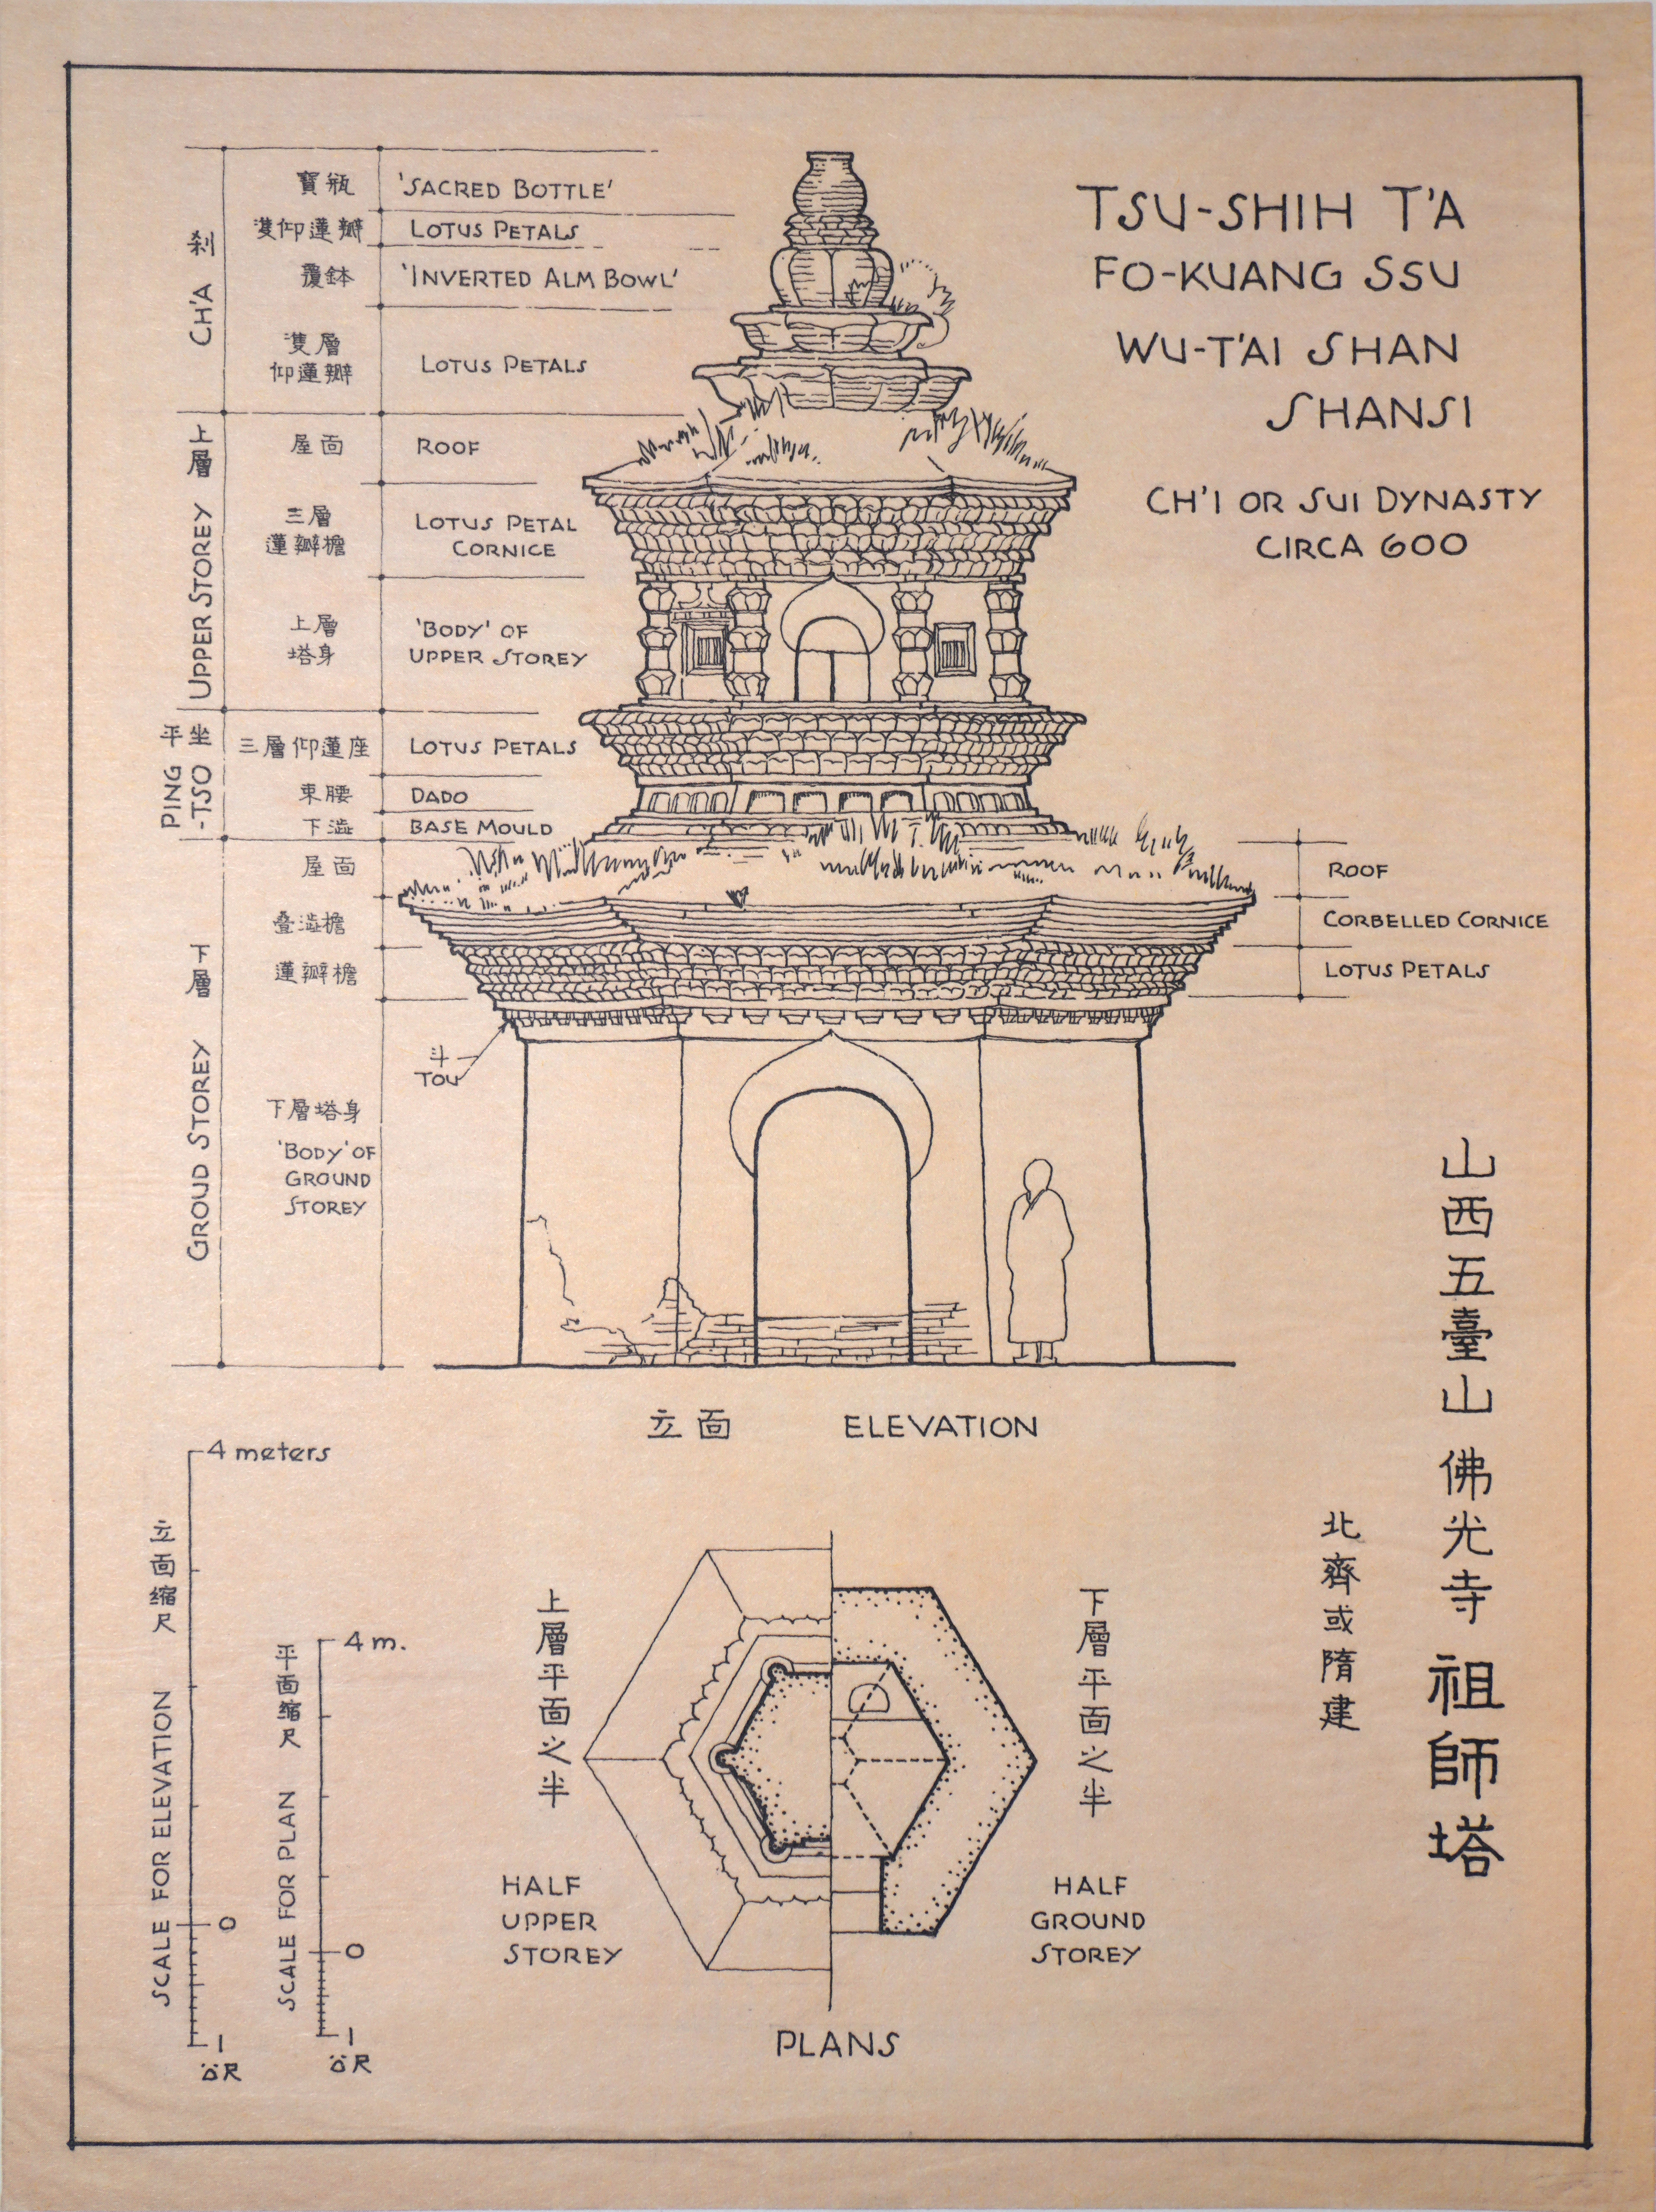 TSU-SHIH T'A
FO-KUANG SSU
WU-T'AI SHAN
SHANSI
CH'I OR SUI DYNASTY
CIRCA 600
刹
CH'A
寶瓶
'SACRED BOTTLE'
雙仰蓮瓣
LOTUS PETALS
覆鉢
'INVERTED ALM BOWL'
雙層
仰蓮瓣
LOTUS PETALS
上層
UPPER STOREY
屋面
ROOF
三層
蓮瓣檐
LOTUS PETAL
CORNICE
上層
塔身
'BODY' OF
UPPER STOREY
平坐
PING
-TSO
三層仰蓮座
LOTUS PETALS
束腰
DADO
下澁
BASE MOULD
下層
GROUD STOREY
屋面
ROOF
叠澁檐
CORBELLED CORNICE
蓮瓣檐
LOTUS PETALS
斗
TOU
下層塔身
'BODY' OF
GROUND
STOREY
立面
ELEVATION
山西五臺山佛光寺祖師塔
北齊或隋建
4 meters
立面縮尺
SCALE FOR ELEVATION
0
1
公尺
4 m.
平面縮尺
SCALE FOR PLAN
0
1
公尺
上層平面之半
HALF
UPPER
STOREY
下層平面之半
HALF
GROUND
STOREY
PLANS